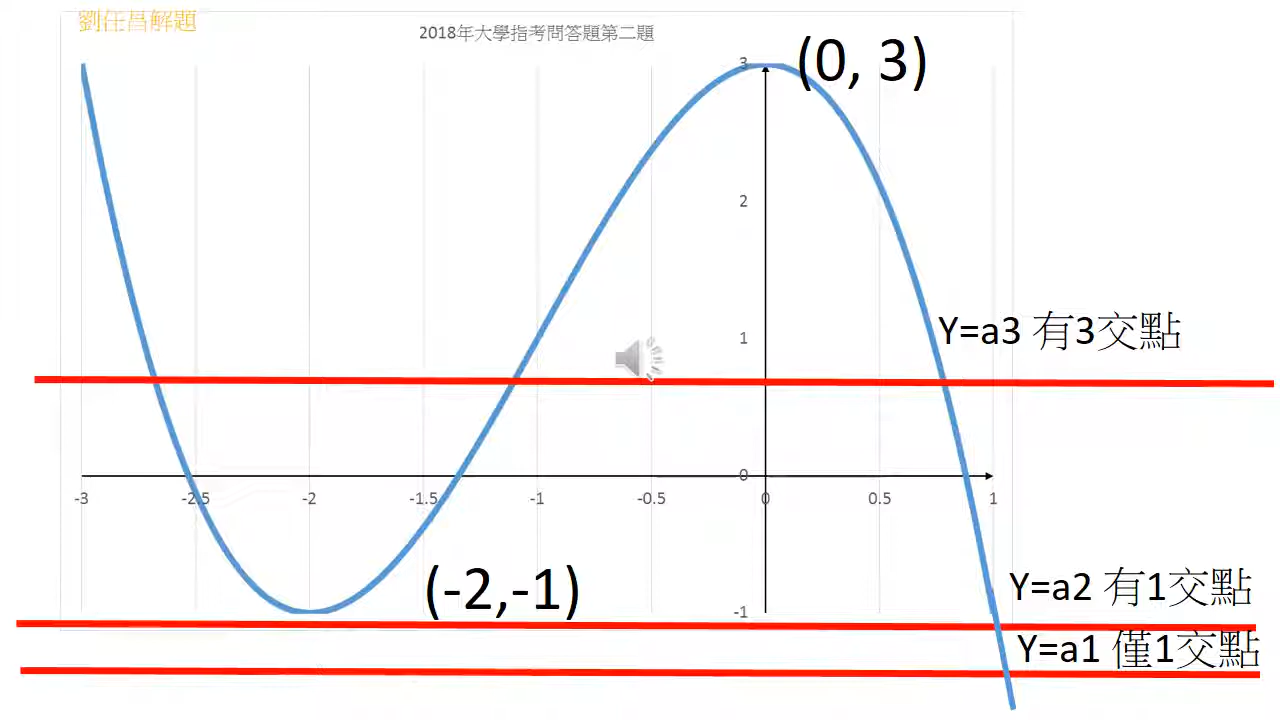 劉任昌解題
2018年大學指考問答題第二題
(0, 3)
3
2
1
Y=a3 有3交點
0
-3 -2.5 -2 -1.5 -1 -0.5 0 0.5 1
(-2,-1)
Y=a2 有1交點
-1
Y=a1 僅1交點